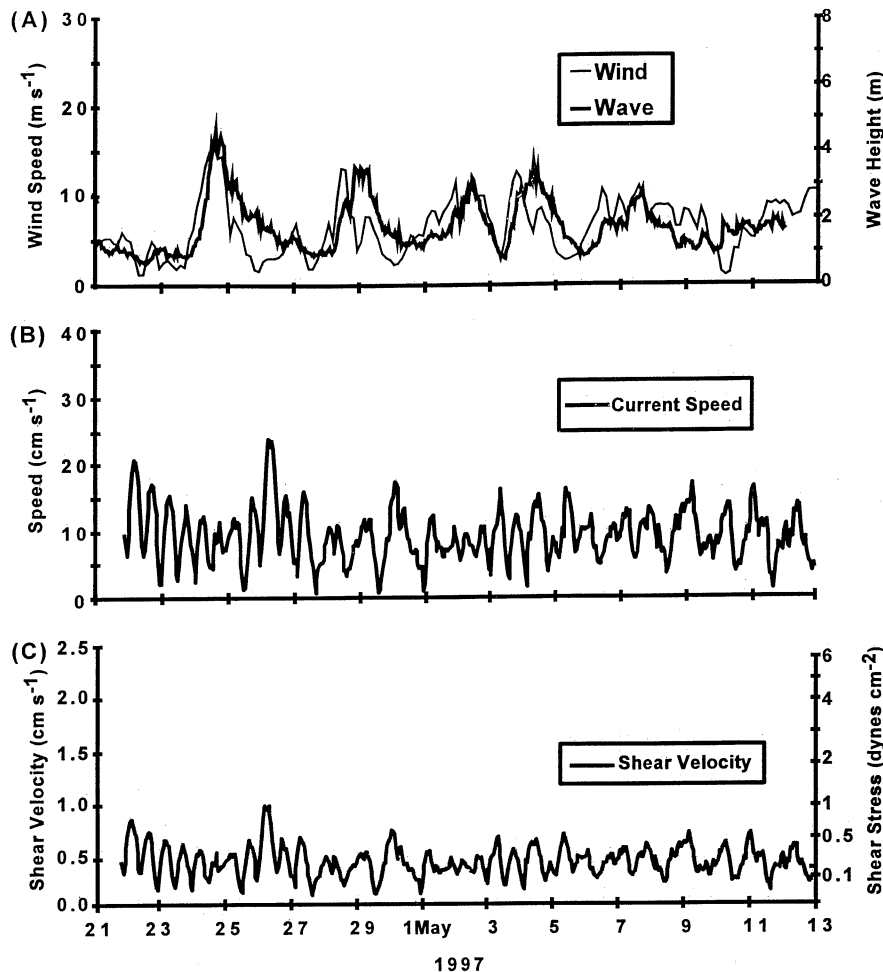 (A)
30
20
10
0
Wind Speed (m s-1)
Wind
Wave
8
6
4
2
0
Wave Height (m)
(B)
40
30
20
10
0
Speed (cm s-1)
Current Speed
(C)
2.5
2.0
1.5
1.0
0.5
0.0
Shear Velocity (cm s-1)
Shear Velocity
6
4
2
1
0.5
0.1
Shear Stress (dynes cm-2)
21 23 25 27 29 1May 3 5 7 9 11 13
1997